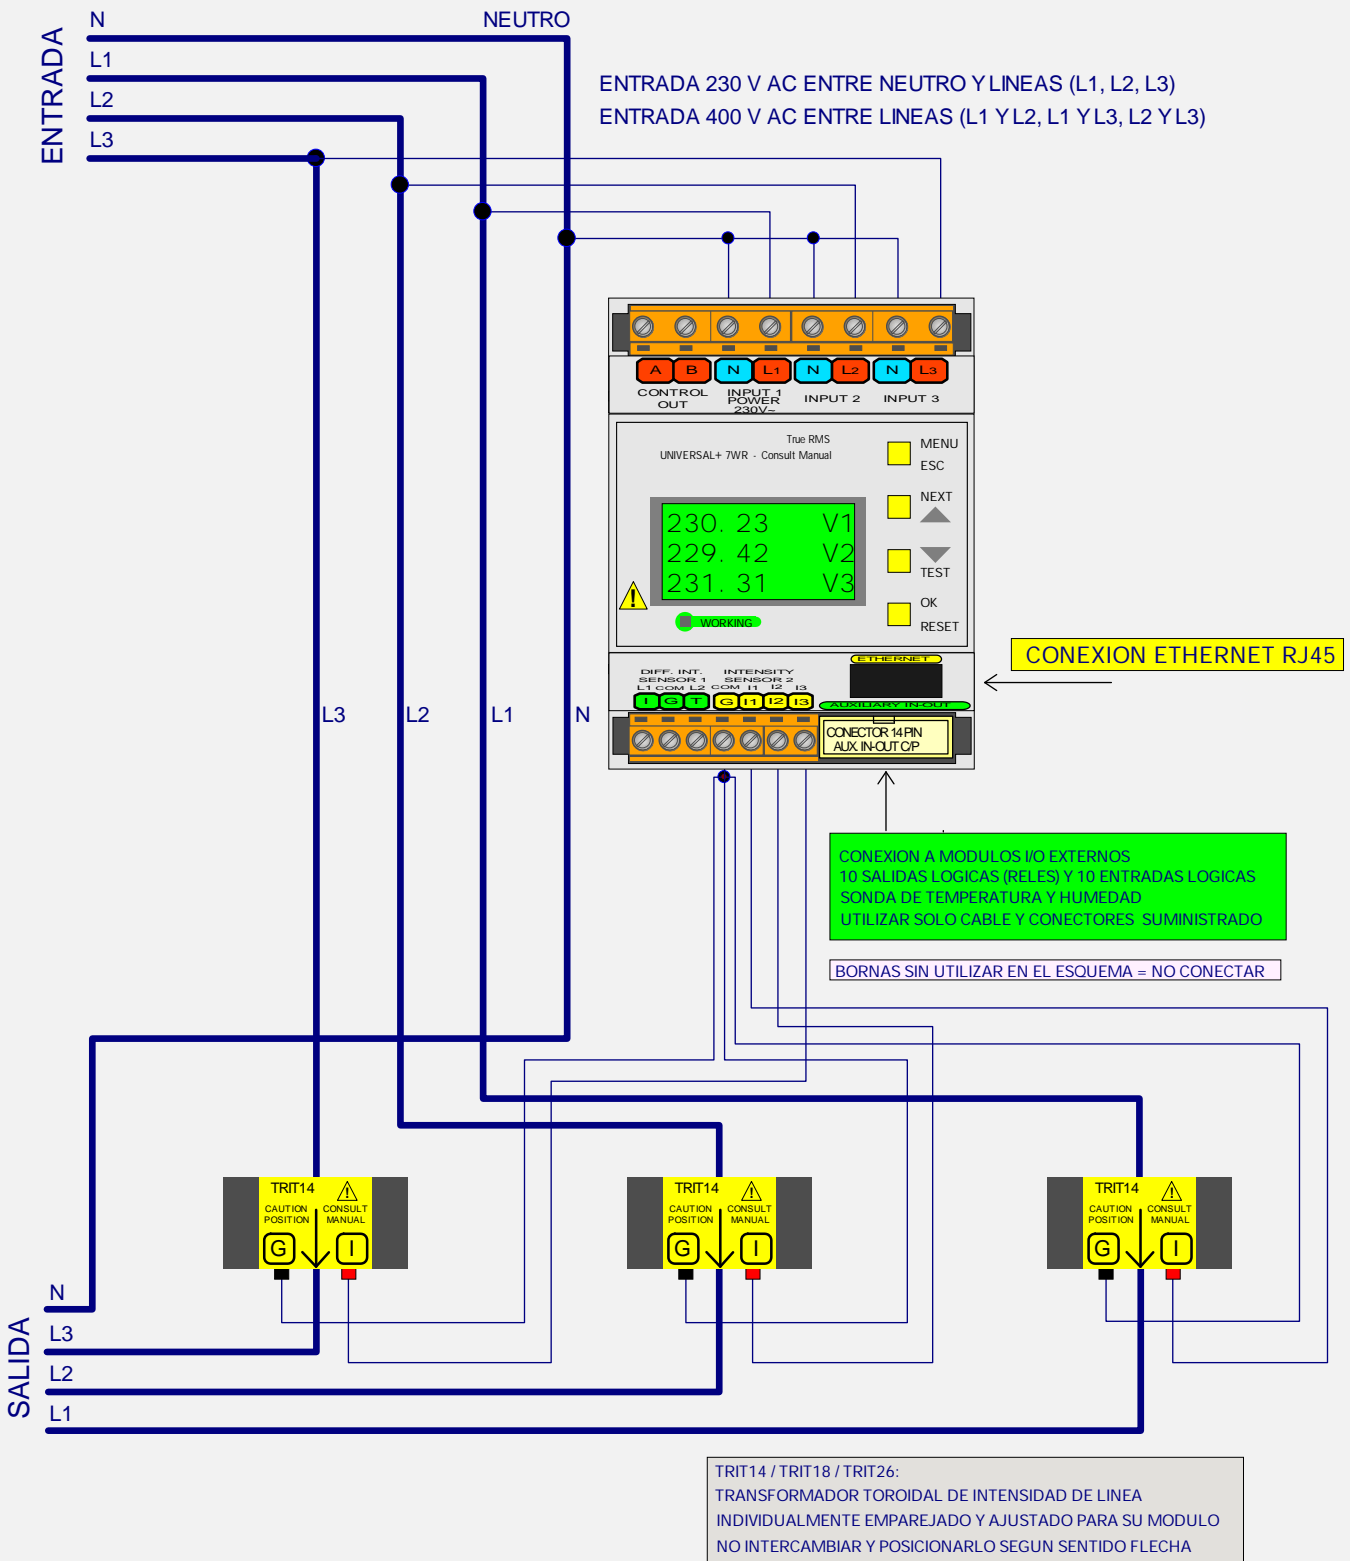 N
NEUTRO
L1
L2
L3
ENTRADA
ENTRADA 230 V AC ENTRE NEUTRO Y LINEAS (L1, L2, L3)
ENTRADA 400 V AC ENTRE LINEAS (L1 Y L2, L1 Y L3, L2 Y L3)
A B N L1 N L2 N L3
CONTROL OUT
INPUT 1
POWER
230V~
INPUT 2
INPUT 3
True RMS
UNIVERSAL+ 7WR - Consult Manual
MENU
ESC
NEXT
TEST
OK
RESET
230.23 V1
229.42 V2
231.31 V3
WORKING
CONEXION ETHERNET RJ45
ETHERNET
DIFF. INT.
SENSOR 1
L1 COM L2
INTENSITY
SENSOR 2
COM I1 I2 I3
I G T G I1 I2 I3
AUXILIARY IN-OUT
CONECTOR 14 PIN
AUX. IN-OUT C/P
L3 L2 L1 N
CONEXION A MODULOS I/O EXTERNOS
10 SALIDAS LOGICAS (RELES) Y 10 ENTRADAS LOGICAS
SONDA DE TEMPERATURA Y HUMEDAD
UTILIZAR SOLO CABLE Y CONECTORES SUMINISTRADO
BORNAS SIN UTILIZAR EN EL ESQUEMA = NO CONECTAR
TRIT14
CAUTION POSITION
CONSULT MANUAL
G I
TRIT14
CAUTION POSITION
CONSULT MANUAL
G I
TRIT14
CAUTION POSITION
CONSULT MANUAL
G I
SALIDA
N
L3
L2
L1
TRIT14 / TRIT18 / TRIT26:
TRANSFORMADOR TOROIDAL DE INTENSIDAD DE LINEA
INDIVIDUALMENTE EMPAREJADO Y AJUSTADO PARA SU MODULO
NO INTERCAMBIAR Y POSICIONARLO SEGUN SENTIDO FLECHA